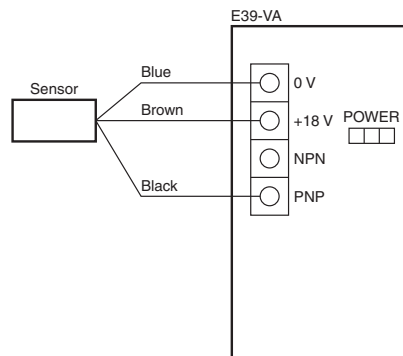 E39-VA
Blue
0 V
Sensor
Brown
+18 V
POWER
NPN
Black
PNP